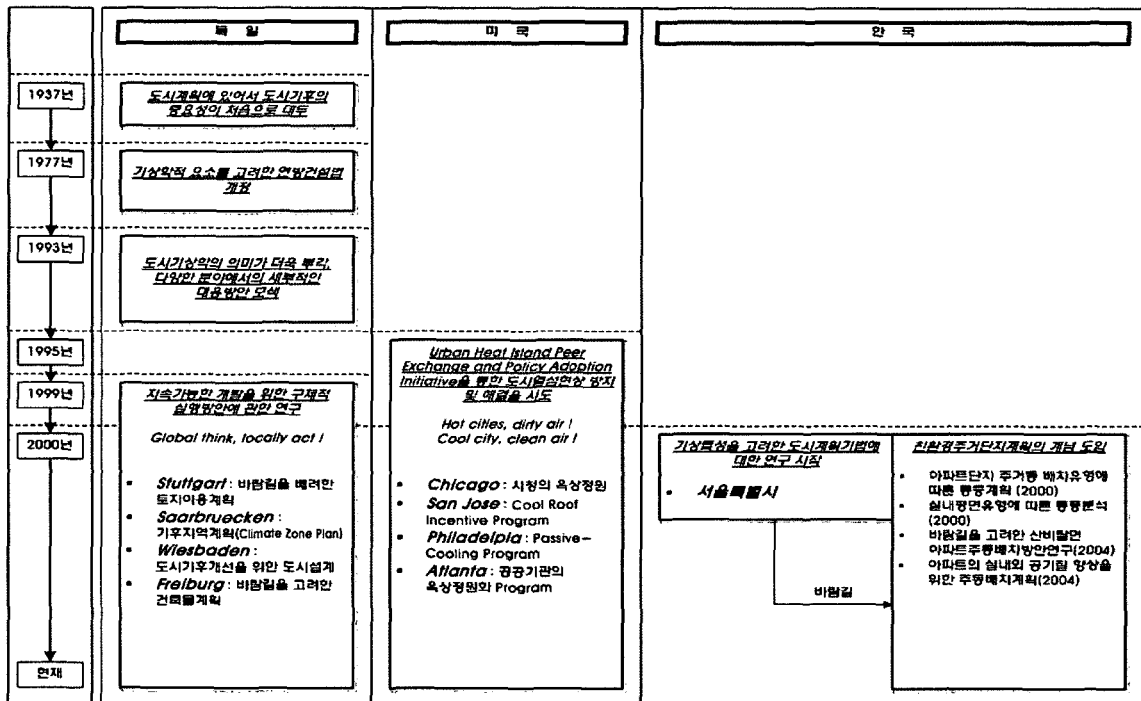 독 일
미 국
한 국
1937년
1977년
1993년
1995년
1999년
2000년
현재
도시계획에 있어서 도시기후의
중요성이 처음으로 대두
기상학적 요소를 고려한 연방건설법
개정
도시기상학의 의미가 더욱 부각,
다양한 분야에서의 세부적인
대응방안 모색
지속가능한 개발을 위한 구체적
실행방안에 관한 연구
Global think, locally act !
• Stuttgart : 바람길을 배려한
토지이용계획
• Saarbruecken :
기후지역계획(Climate Zone Plan)
• Wiesbaden :
도시기후개선을 위한 도시설계
• Freiburg : 바람길을 고려한
건축물계획
Urban Heat Island Peer
Exchange and Policy Adoption
Initiative을 통한 도시열섬현상 방지
및 해결을 시도
Hot cities, dirty air !
Cool city, clean air !
• Chicago : 시청의 옥상정원
• San Jose : Cool Roof
Incentive Program
• Philadelpia : Passive-
Cooling Program
• Atlanta : 공공기관의
옥상정원화 Program
기상특성을 고려한 도시계획기법에
대한 연구 시작
• 서울특별시
바람길
친환경주거단지계획의 개념 도입
• 아파트단지 주거동 배치유형에
따른 통풍계획 (2000)
• 실내평면유형에 따른 통풍분석
(2000)
• 바람길을 고려한 산비탈면
아파트주동배치방안연구(2004)
• 아파트의 실내외 공기질 향상을
위한 주동배치계획(2004)